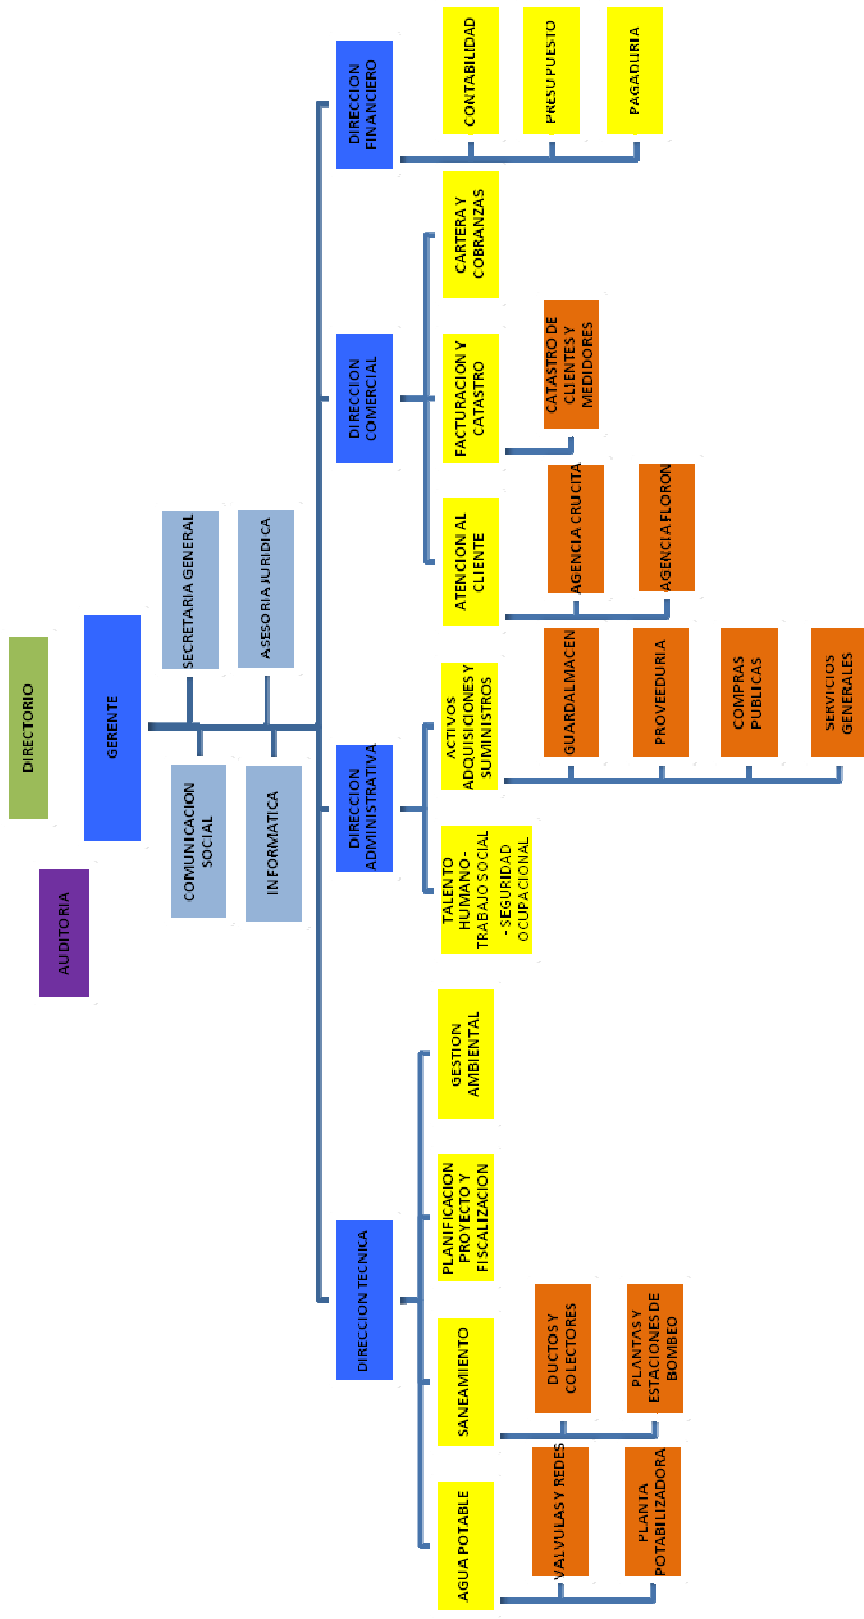 DIRECTORIO
AUDITORIA
GERENTE
COMUNICACION
SOCIAL
SECRETARIA GENERAL
INFORMATICA
ASESORIA JURIDICA
DIRECCION TECNICA
DIRECCION
ADMINISTRATIVA
DIRECCION
COMERCIAL
DIRECCION
FINANCIERO
AGUA POTABLE
SANEAMIENTO
PLANIFICACION
PROYECTO Y
FISCALIZACION
GESTION
AMBIENTAL
TALENTO
HUMANO -
TRABAJO SOCIAL
- SEGURIDAD
OCUPACIONAL
ACTIVOS
ADQUISICIONES Y
SUMINISTROS
ATENCION AL
CLIENTE
FACTURACION Y
CATASTRO
CARTERA Y
COBRANZAS
CONTABILIDAD
PRESUPUESTO
PAGADURIA
VALVULAS Y REDES
PLANTA
POTABILIZADORA
DUCTOS Y
COLECTORES
PLANTAS Y
ESTACIONES DE
BOMBEO
GUARDALMACEN
PROVEEDURIA
COMPRAS
PUBLICAS
SERVICIOS
GENERALES
AGENCIA CRUCITA
AGENCIA FLORON
CATASTRO DE
CLIENTES Y
MEDIDORES